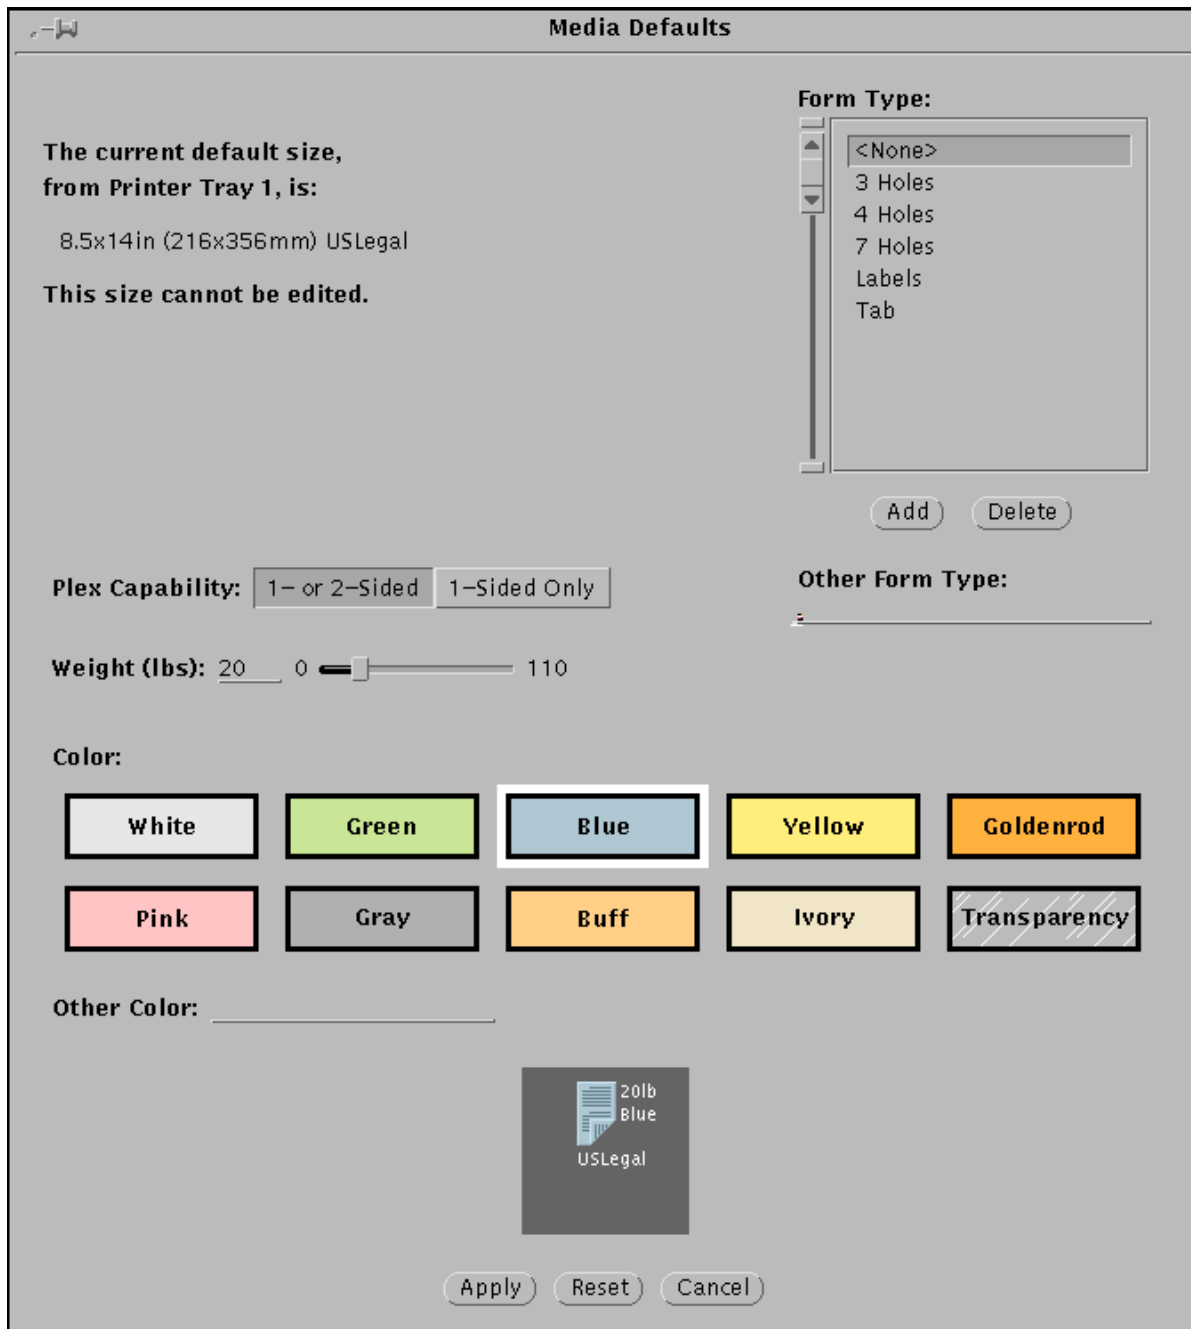 Media Defaults
The current default size,
from Printer Tray 1, is:
8.5x14in (216x356mm) USLegal
This size cannot be edited.
Form Type:
<None>
3 Holes
4 Holes
7 Holes
Labels
Tab
Add Delete
Plex Capability: 1– or 2–Sided 1–Sided Only
Other Form Type:
Weight (lbs): 20 0 110
Color:
White Green Blue Yellow Goldenrod
Pink Gray Buff Ivory Transparency
Other Color:
20lb
Blue
USLegal
Apply Reset Cancel